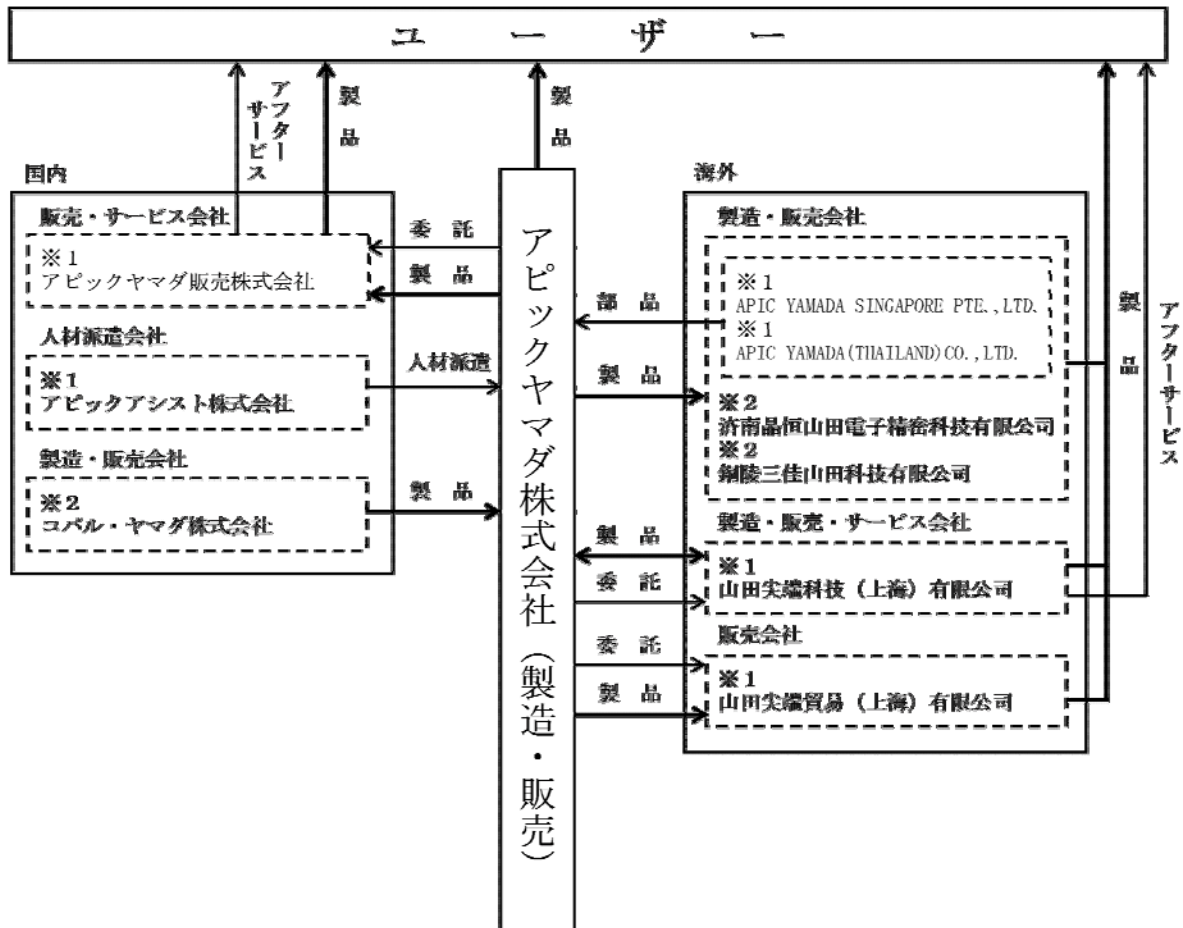 ユーザー
アフターサービス
製品
製品
製品
アフターサービス
国内
販売・サービス会社
※1
アピックヤマダ販売株式会社
人材派遣会社
※1
アピックアシスト株式会社
製造・販売会社
※2
コパル・ヤマダ株式会社
委託
製品
人材派遣
製品
アピックヤマダ株式会社（製造・販売）
部品
製品
製品
委託
委託
製品
海外
製造・販売会社
※1
APIC YAMADA SINGAPORE PTE.,LTD.
※1
APIC YAMADA(THAILAND)CO.,LTD.
※2
済南晶恒山田電子精密科技有限公司
※2
銅陵三佳山田科技有限公司
製造・販売・サービス会社
※1
山田尖端科技（上海）有限公司
販売会社
※1
山田尖端貿易（上海）有限公司